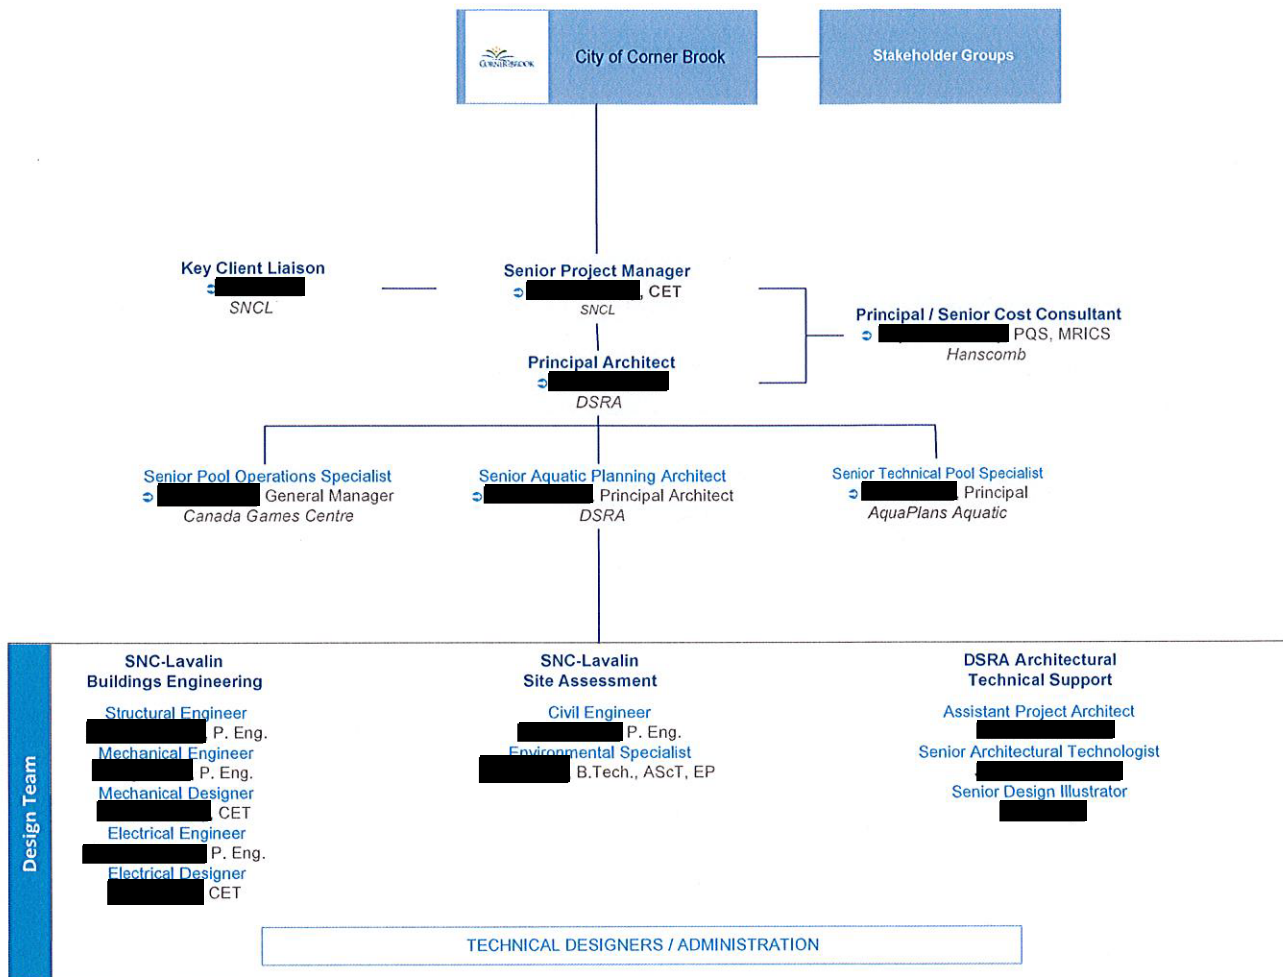 CORNER BROOK
City of Corner Brook
Stakeholder Groups
Key Client Liaison
SNCL
Senior Project Manager
, CET
SNCL
Principal / Senior Cost Consultant
PQS, MRICS
Hanscomb
Principal Architect
DSRA
Senior Pool Operations Specialist
General Manager
Canada Games Centre
Senior Aquatic Planning Architect
, Principal Architect
DSRA
Senior Technical Pool Specialist
, Principal
AquaPlans Aquatic
Design Team
SNC-Lavalin
Buildings Engineering
Structural Engineer
, P. Eng.
Mechanical Engineer
, P. Eng.
Mechanical Designer
, CET
Electrical Engineer
P. Eng.
Electrical Designer
CET
SNC-Lavalin
Site Assessment
Civil Engineer
P. Eng.
Environmental Specialist
, B.Tech., AScT, EP
DSRA Architectural
Technical Support
Assistant Project Architect
Senior Architectural Technologist
Senior Design Illustrator
TECHNICAL DESIGNERS / ADMINISTRATION